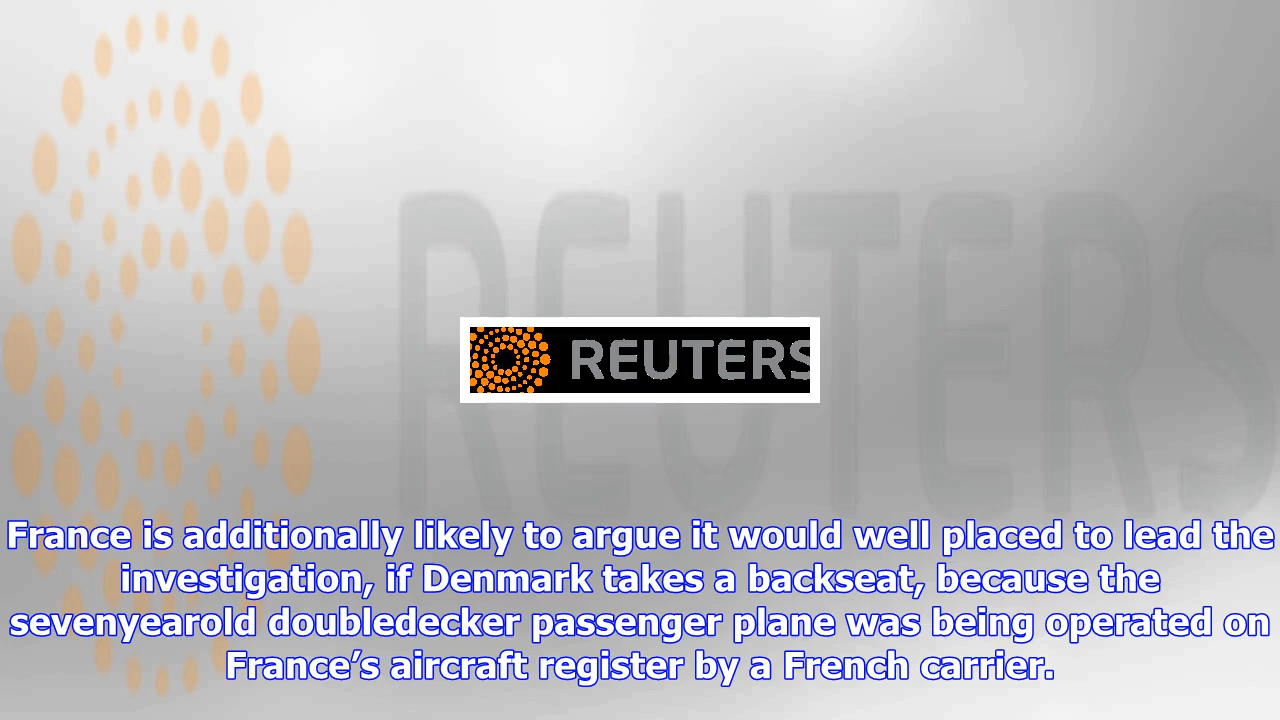 REUTERS
REUTERS
France is additionally likely to argue it would well placed to lead the
investigation, if Denmark takes a backseat, because the
sevenyearold doubledecker passenger plane was being operated on
France’s aircraft register by a French carrier.